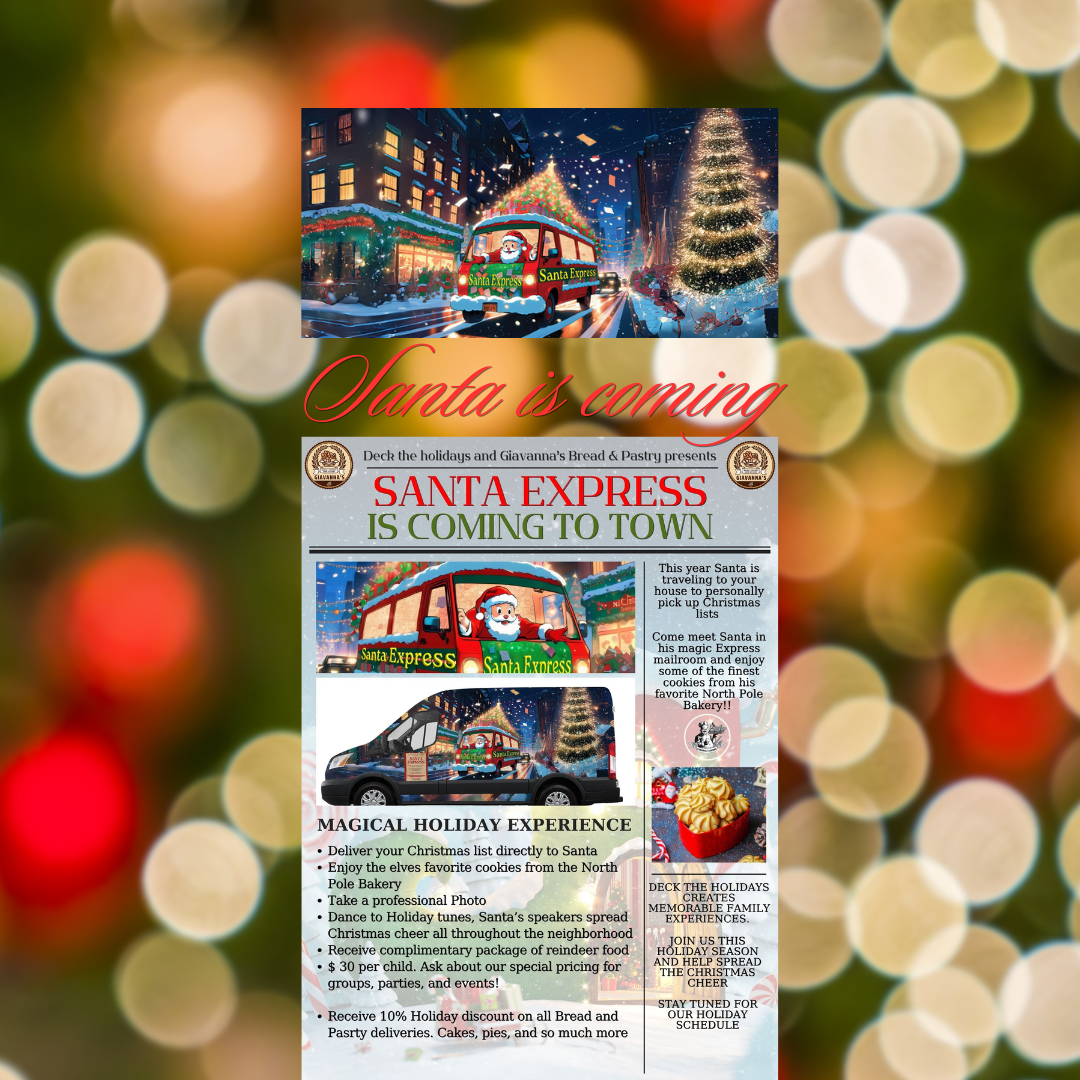 Santa Express
Santa Express
Santa is coming
GIAVANNA'S
Deck the holidays and Giavanna's Bread & Pastry presents
GIAVANNA'S
SANTA EXPRESS
IS COMING TO TOWN
Santa Express
Santa Express
MAGICAL HOLIDAY EXPERIENCE
• Deliver your Christmas list directly to Santa
• Enjoy the elves favorite cookies from the North
Pole Bakery
• Take a professional Photo
• Dance to Holiday tunes, Santa's speakers spread
Christmas cheer all throughout the neighborhood
• Receive complimentary package of reindeer food
• $ 30 per child. Ask about our special pricing for
groups, parties, and events!
• Receive 10% Holiday discount on all Bread and
Pasrty deliveries. Cakes, pies, and so much more
This year Santa is
traveling to your
house to personally
pick up Christmas
lists
Come meet Santa in
his magic Express
mailroom and enjoy
some of the finest
cookies from his
favorite North Pole
Bakery!!
DECK THE HOLIDAYS
CREATES
MEMORABLE FAMILY
EXPERIENCES.
JOIN US THIS
HOLIDAY SEASON
AND HELP SPREAD
THE CHRISTMAS
CHEER
STAY TUNED FOR
OUR HOLIDAY
SCHEDULE